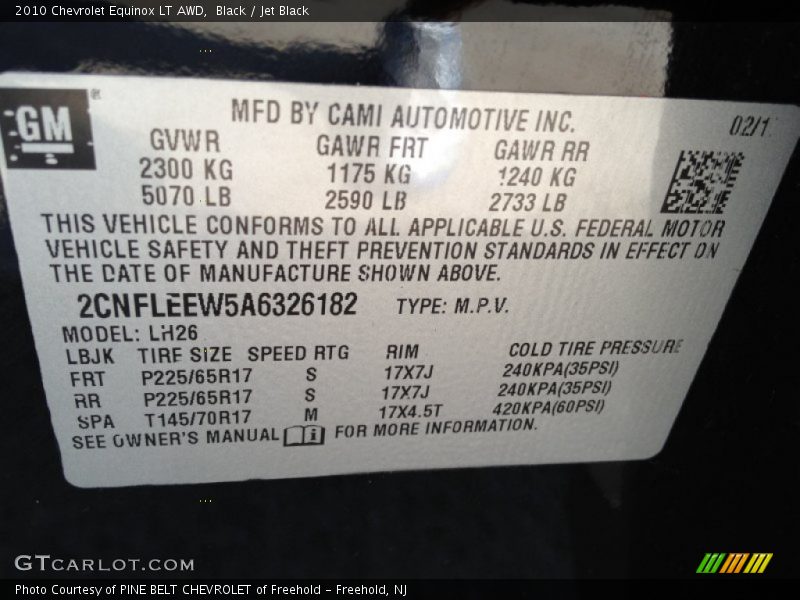 2010 Chevrolet Equinox LT AWD, Black / Jet Black
GM
MFD BY CAMI AUTOMOTIVE INC.
GVWR GAWR FRT GAWR RR
2300 KG 1175 KG 1240 KG
5070 LB 2590 LB 2733 LB
THIS VEHICLE CONFORMS TO ALL APPLICABLE U.S. FEDERAL MOTOR
VEHICLE SAFETY AND THEFT PREVENTION STANDARDS IN EFFECT ON
THE DATE OF MANUFACTURE SHOWN ABOVE.
2CNFLEEW5A6326182 TYPE: M.P.V.
MODEL: LH26
LBJK TIRE SIZE SPEED RTG RIM COLD TIRE PRESSURE
FRT P225/65R17 S 17X7J 240KPA(35PSI)
RR P225/65R17 S 17X7J 240KPA(35PSI)
SPA T145/70R17 M 17X4.5T 420KPA(60PSI)
SEE OWNER'S MANUAL i FOR MORE INFORMATION.
GTCARLOT.COM
Photo Courtesy of PINE BELT CHEVROLET of Freehold - Freehold, NJ